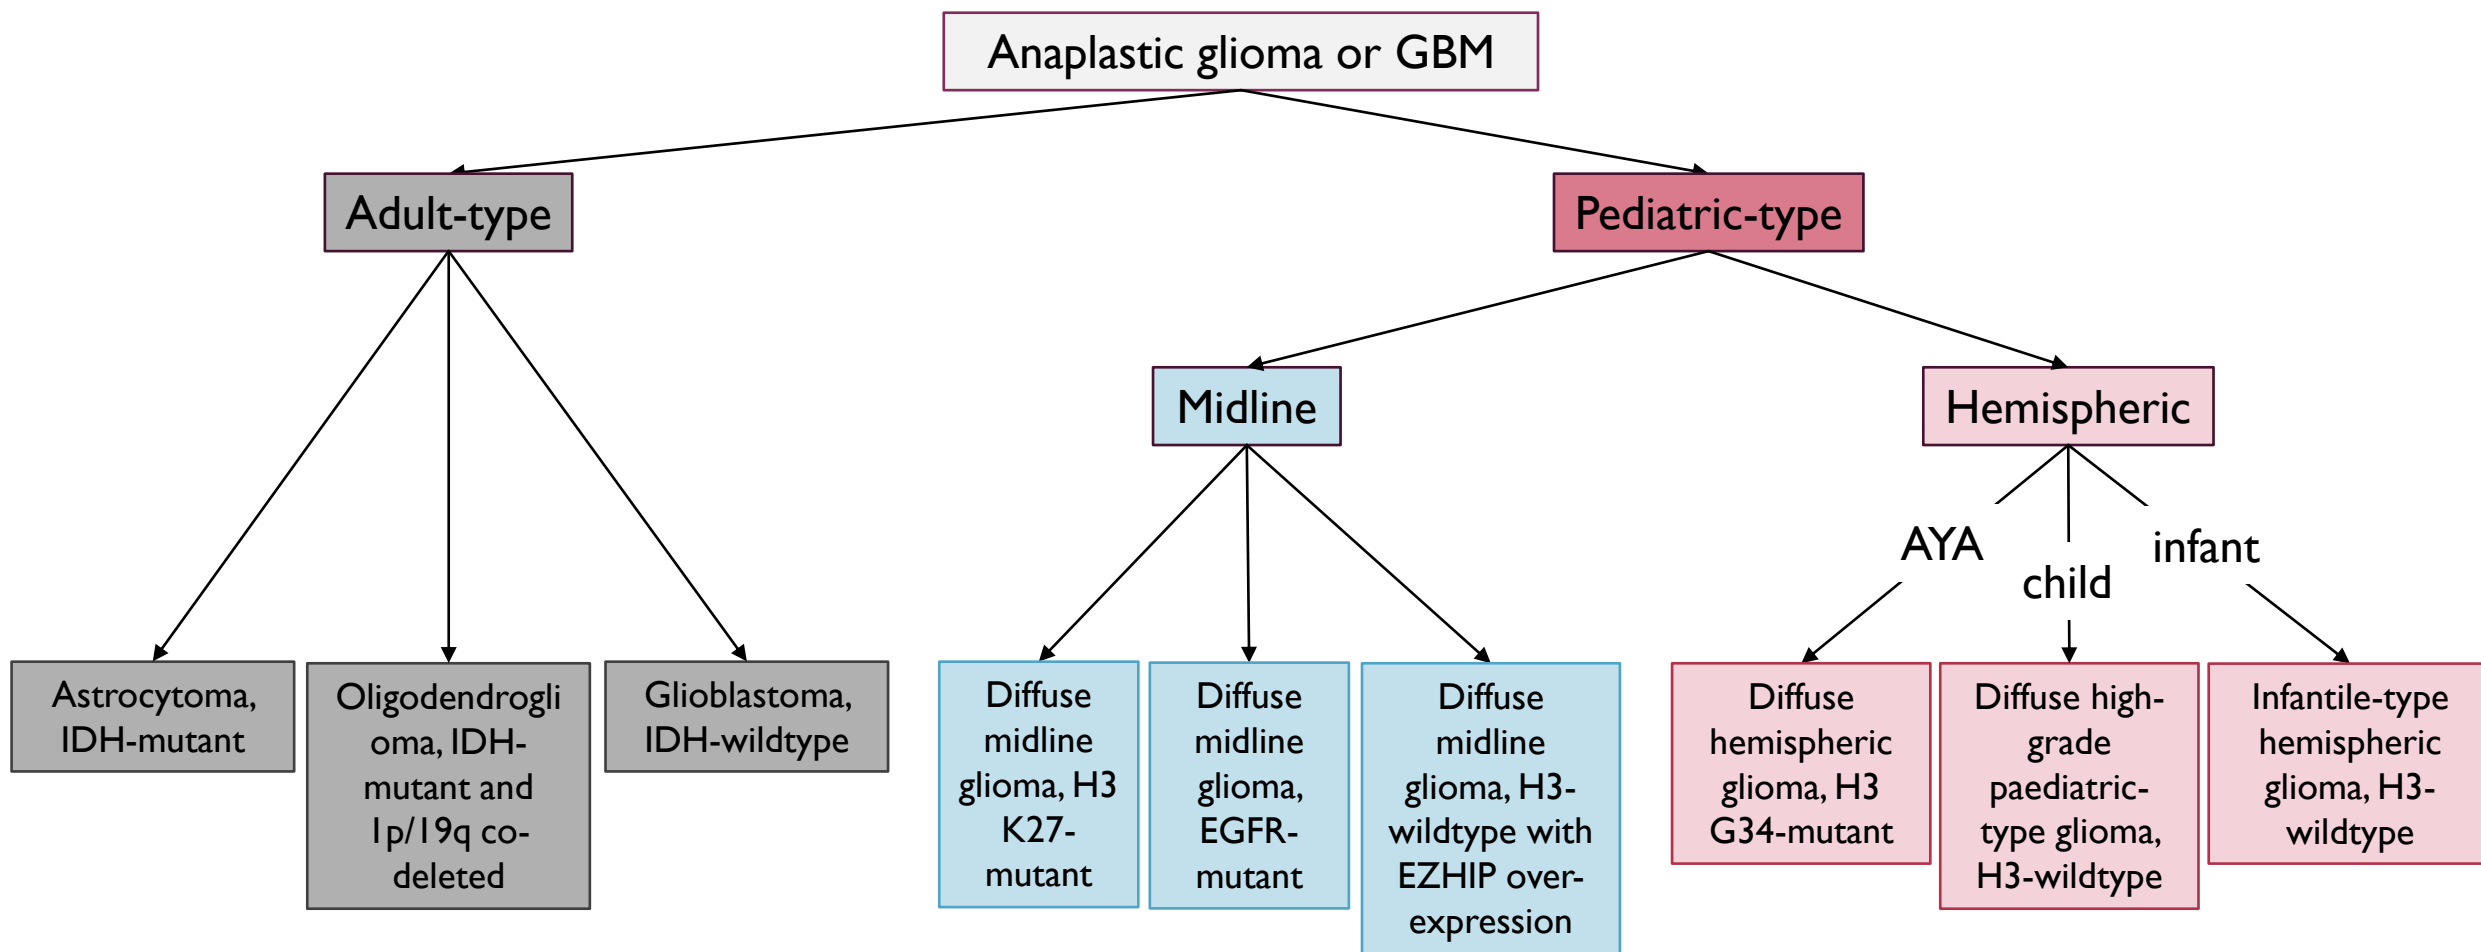 Anaplastic glioma or GBM
Adult-type
Pediatric-type
Midline
Hemispheric
AYA
child
infant
Astrocytoma,
IDH-mutant
Oligodendrogli
oma, IDH-
mutant and
1p/19q co-
deleted
Glioblastoma,
IDH-wildtype
Diffuse
midline
glioma, H3
K27-
mutant
Diffuse
midline
glioma,
EGFR-
mutant
Diffuse
midline
glioma, H3-
wildtype with
EZHIP over-
expression
Diffuse
hemispheric
glioma, H3
G34-mutant
Diffuse high-
grade
paediatric-
type glioma,
H3-wildtype
Infantile-type
hemispheric
glioma, H3-
wildtype